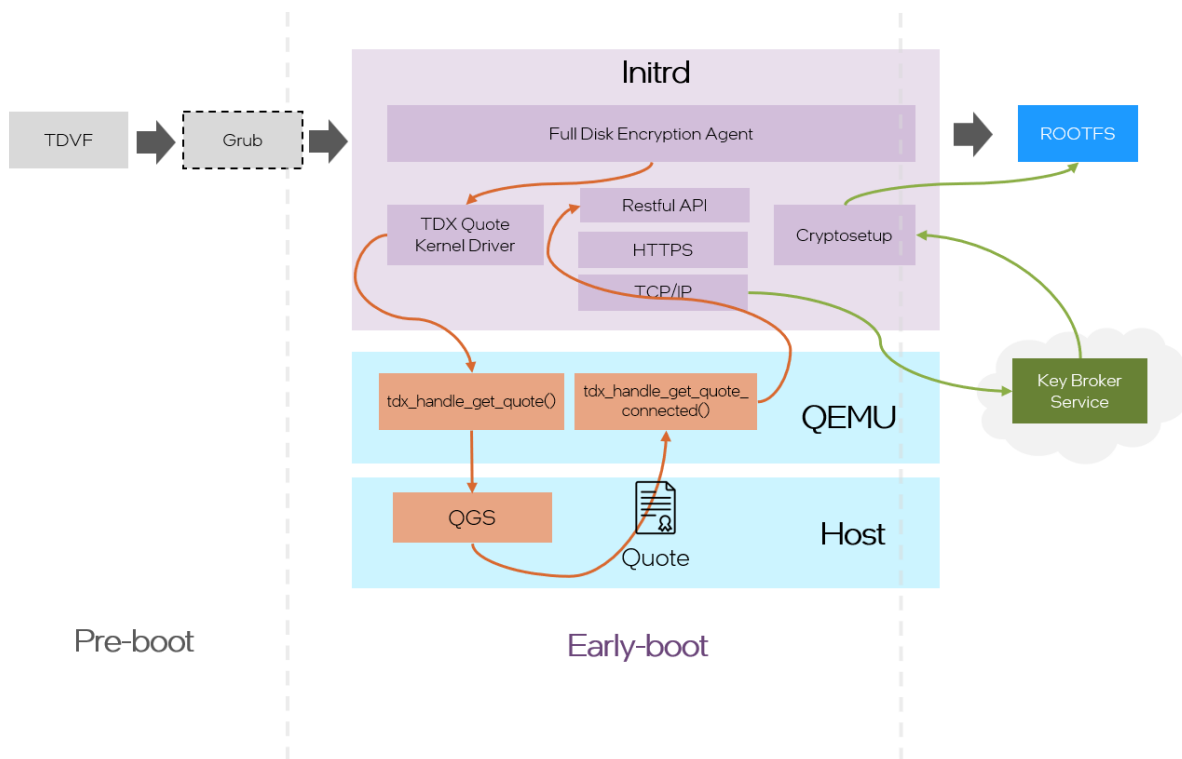 Initrd
TDVF
Grub
Full Disk Encryption Agent
ROOTFS
TDX Quote
Kernel Driver
Restful API
HTTPS
TCP/IP
Cryptosetup
tdx_handle_get_quote()
tdx_handle_get_quote_
connected()
QEMU
Key Broker
Service
QGS
Quote
Host
Pre-boot
Early-boot